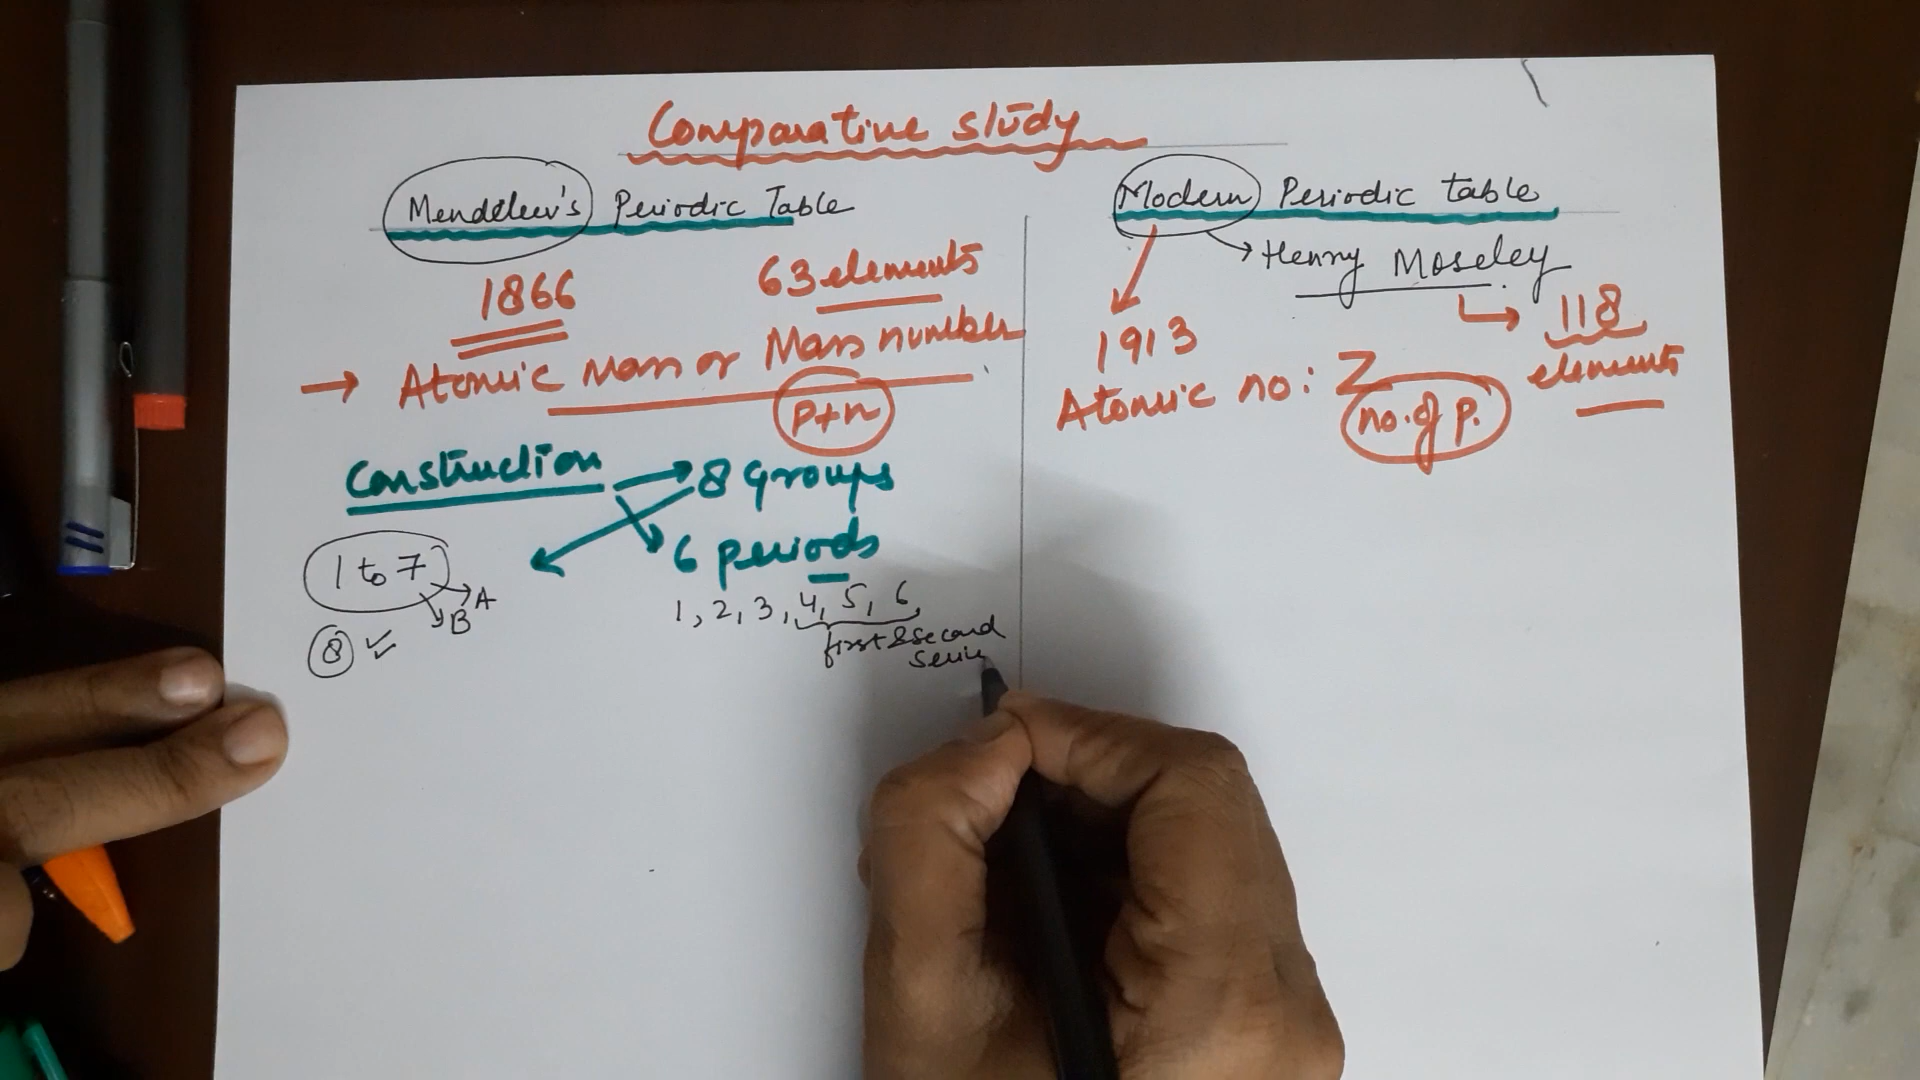 Comparative study
Mendeleev's Periodic Table
1866
63 elements
→ Atomic Mass or Mass number
p+n
Construction → 8 groups
6 periods
1 to 7
A
B
8
1, 2, 3, 4, 5, 6
first & second
serie
Modern Periodic table
Henry Moseley
118
elements
1913
Atomic no: Z
no. of p.